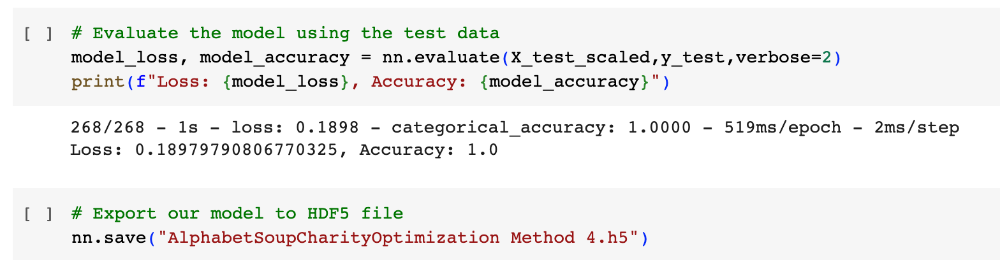 [ ] # Evaluate the model using the test data
model_loss, model_accuracy = nn.evaluate(X_test_scaled,y_test,verbose=2)
print(f"Loss: {model_loss}, Accuracy: {model_accuracy}")
268/268 - 1s - loss: 0.1898 - categorical_accuracy: 1.0000 - 519ms/epoch - 2ms/step
Loss: 0.18979790806770325, Accuracy: 1.0
[ ] # Export our model to HDF5 file
nn.save("AlphabetSoupCharityOptimization Method 4.h5")